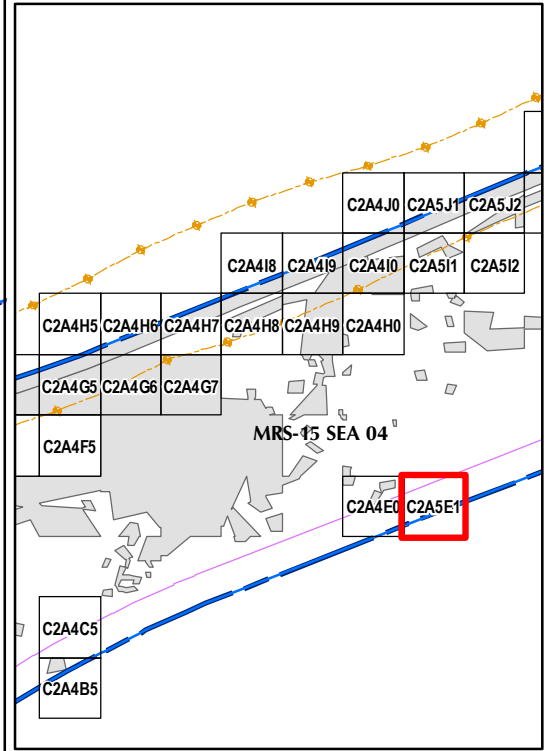 C2A4J0 C2A5J1 C2A5J2
C2A4I8 C2A4I9 C2A4I0 C2A5I1 C2A5I2
C2A4H5 C2A4H6 C2A4H7 C2A4H8 C2A4H9 C2A4H0
C2A4G5 C2A4G6 C2A4G7
C2A4F5
MRS-15 SEA 04
C2A4E0 C2A5E1
C2A4C5
C2A4B5